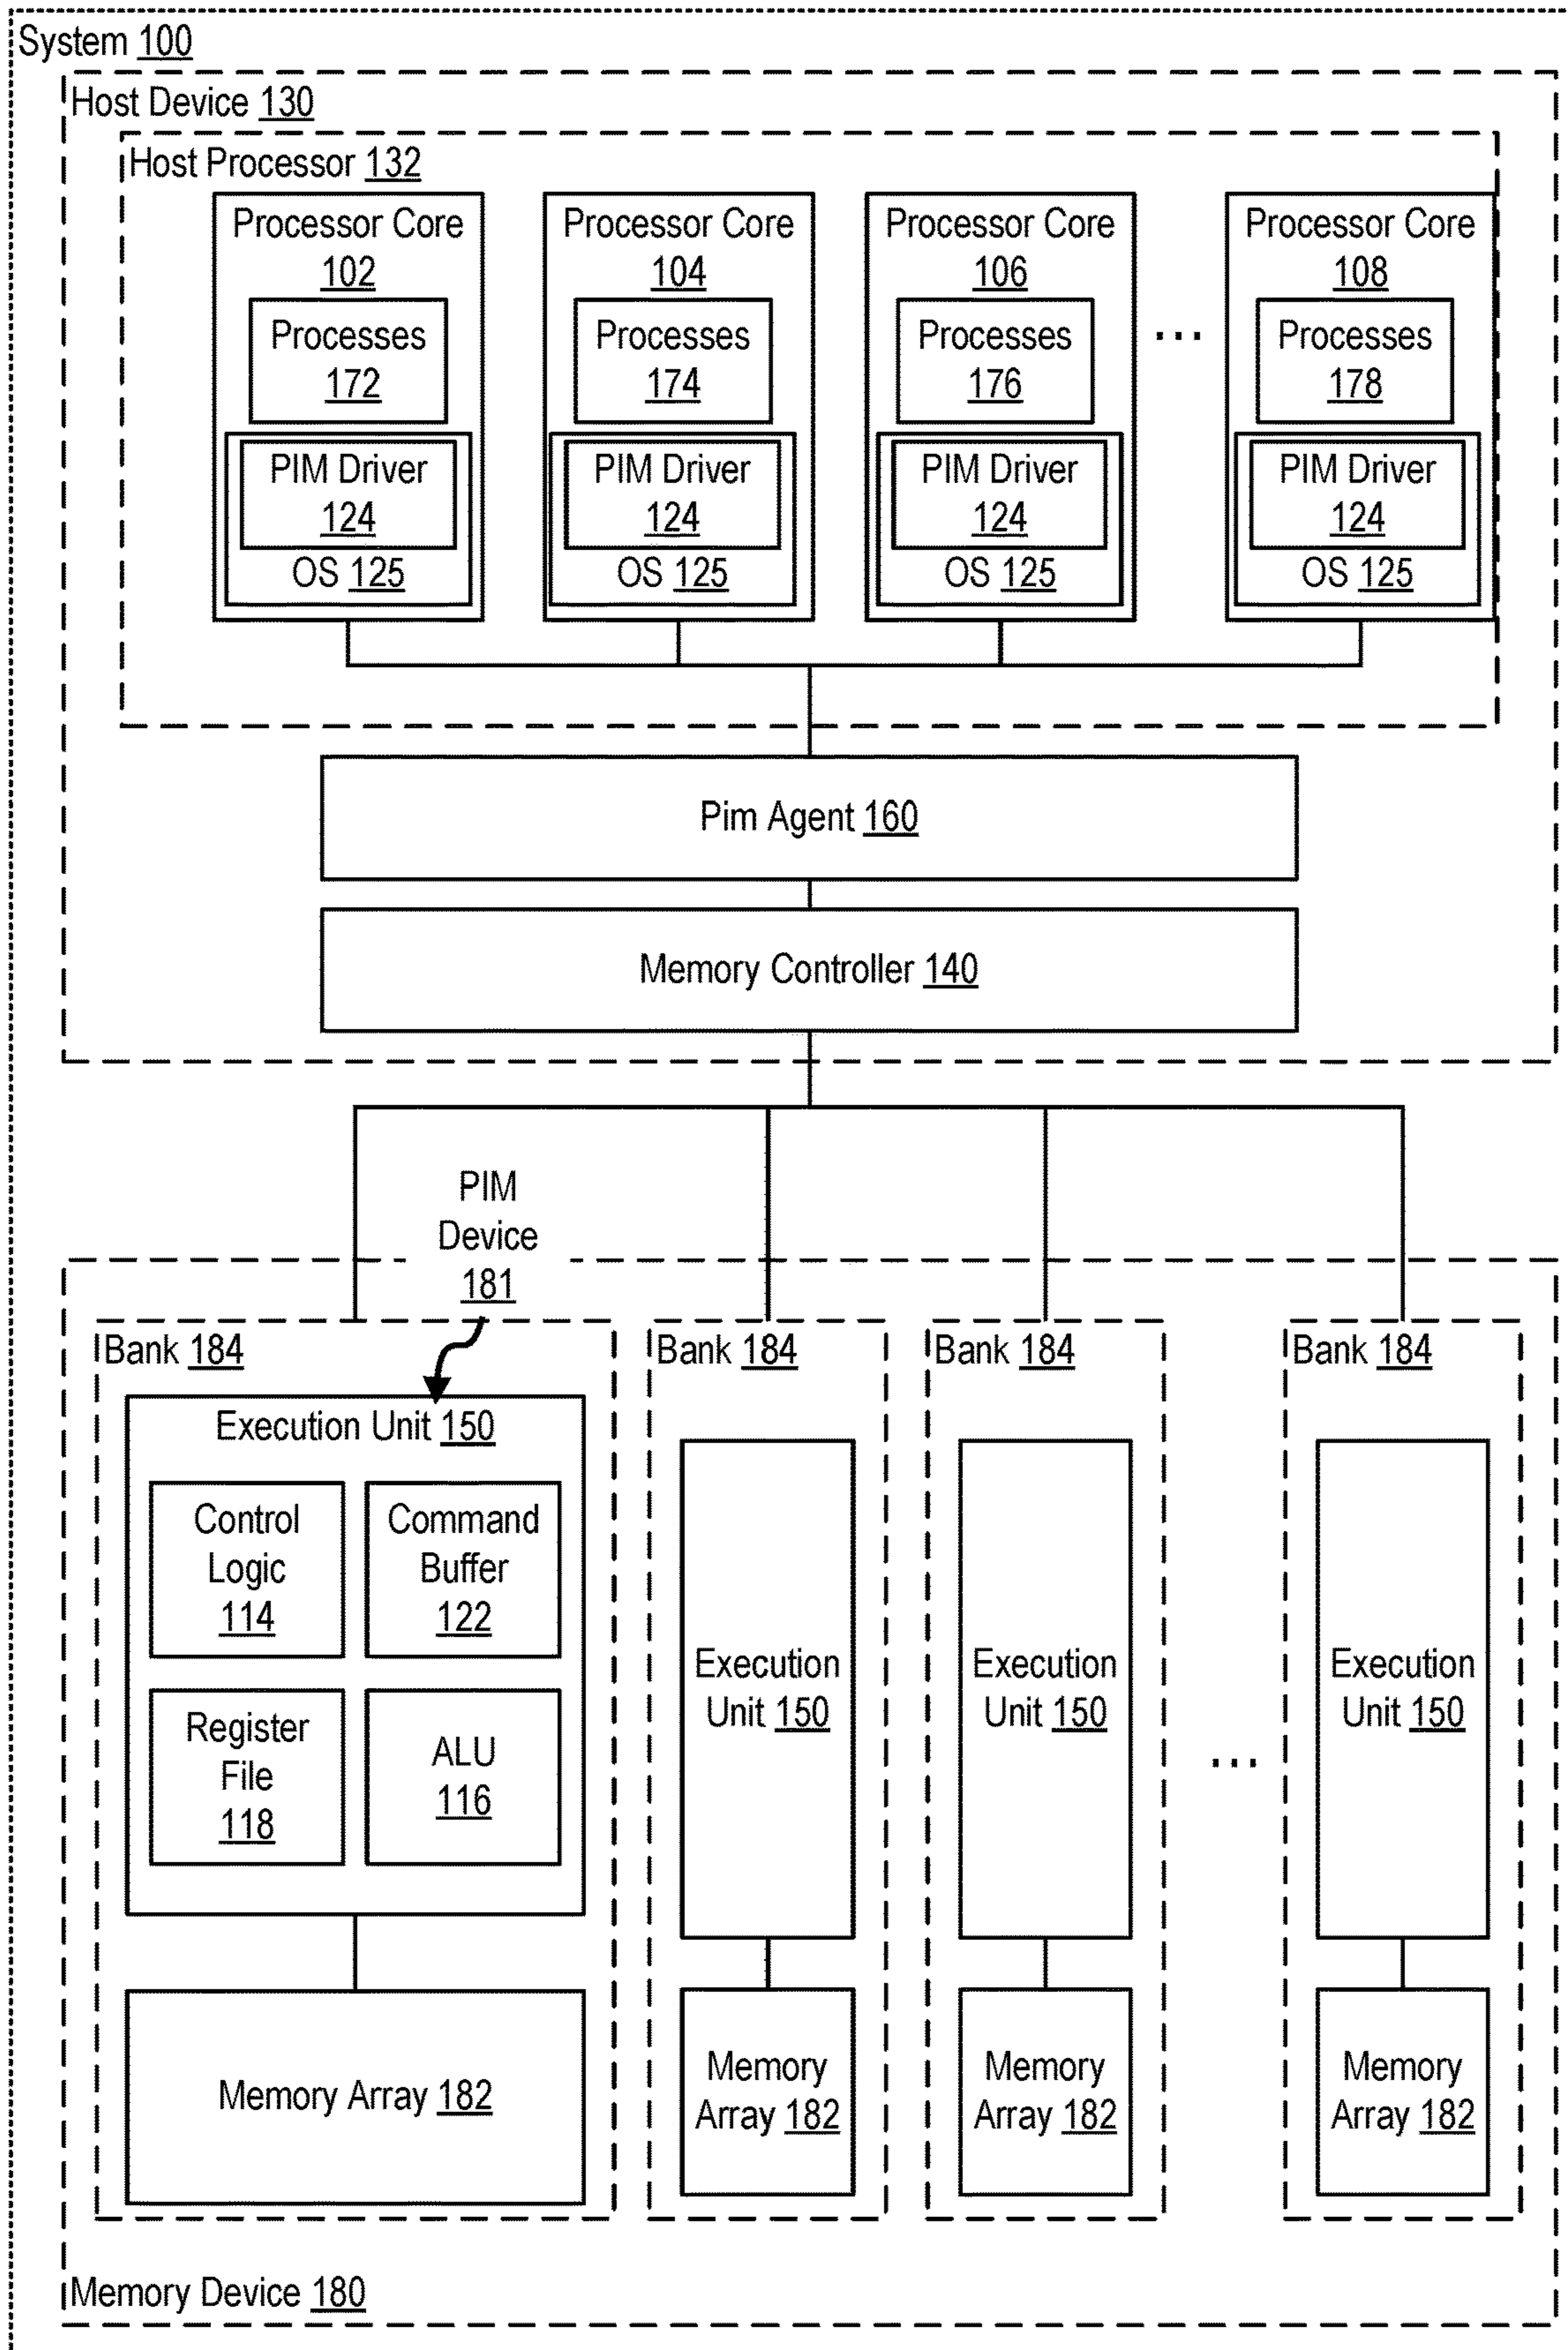 System 100
Host Device 130
Host Processor 132
Processor Core
102
Processes
172
PIM Driver
124
OS 125
Processor Core
104
Processes
174
PIM Driver
124
OS 125
Processor Core
106
Processes
176
PIM Driver
124
OS 125
...
Processor Core
108
Processes
178
PIM Driver
124
OS 125
Pim Agent 160
Memory Controller 140
PIM
Device
181
Bank 184
Execution Unit 150
Control
Logic
114
Command
Buffer
122
Register
File
118
ALU
116
Memory Array 182
Bank 184
Execution
Unit 150
Memory
Array 182
Bank 184
Execution
Unit 150
Memory
Array 182
...
Bank 184
Execution
Unit 150
Memory
Array 182
Memory Device 180